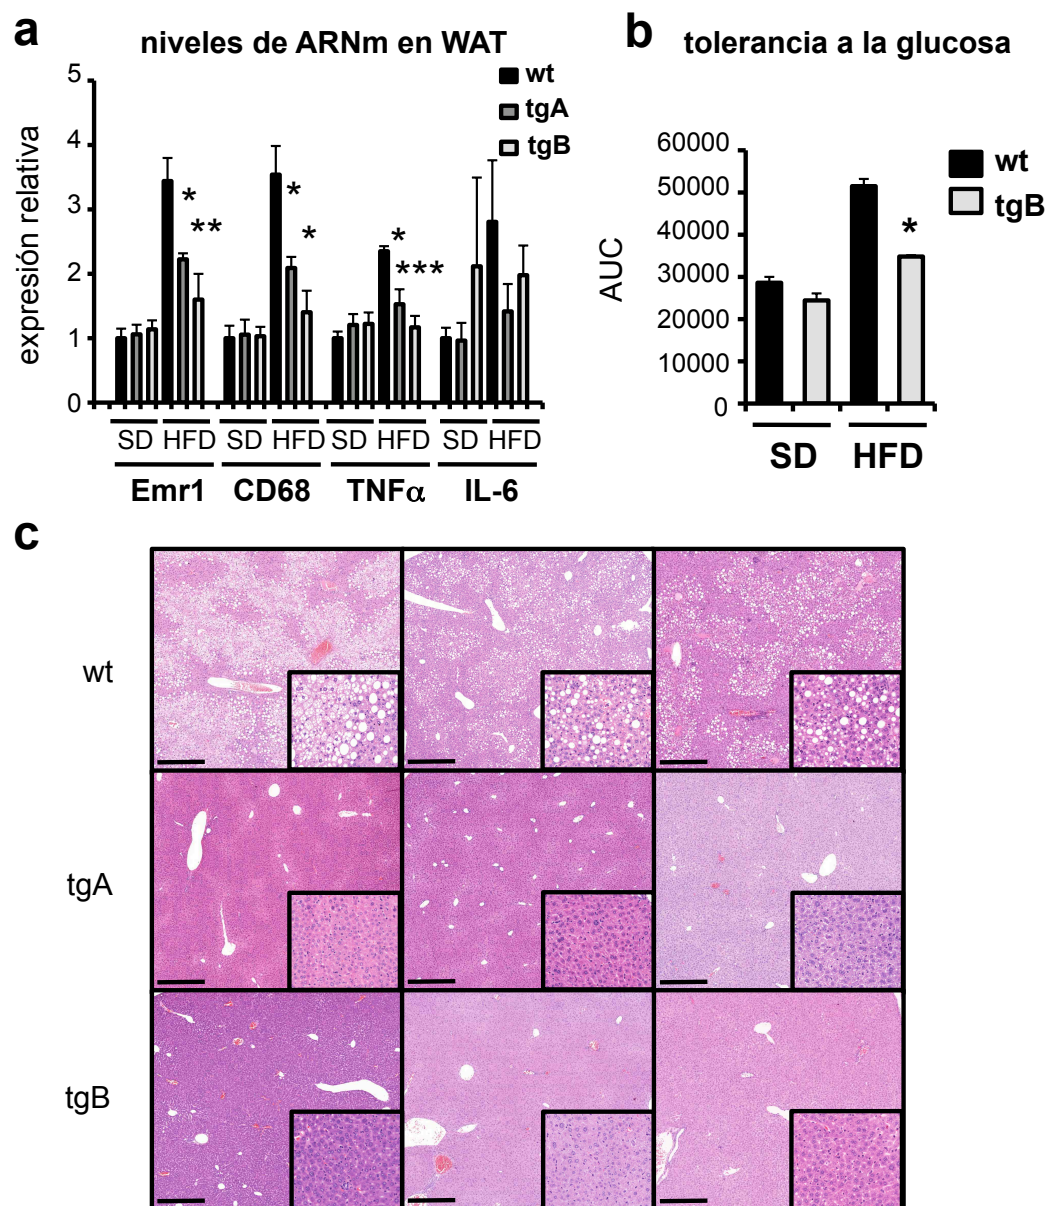 a niveles de ARNm en WAT
expresión relativa
5
4
3
2
1
0
wt
tgA
tgB
* ** * * * ***
SD HFD SD HFD SD HFD SD HFD
Emr1 CD68 TNFα IL-6
b tolerancia a la glucosa
AUC
60000
50000
40000
30000
20000
10000
0
wt
tgB
*
SD HFD
c
wt
tgA
tgB